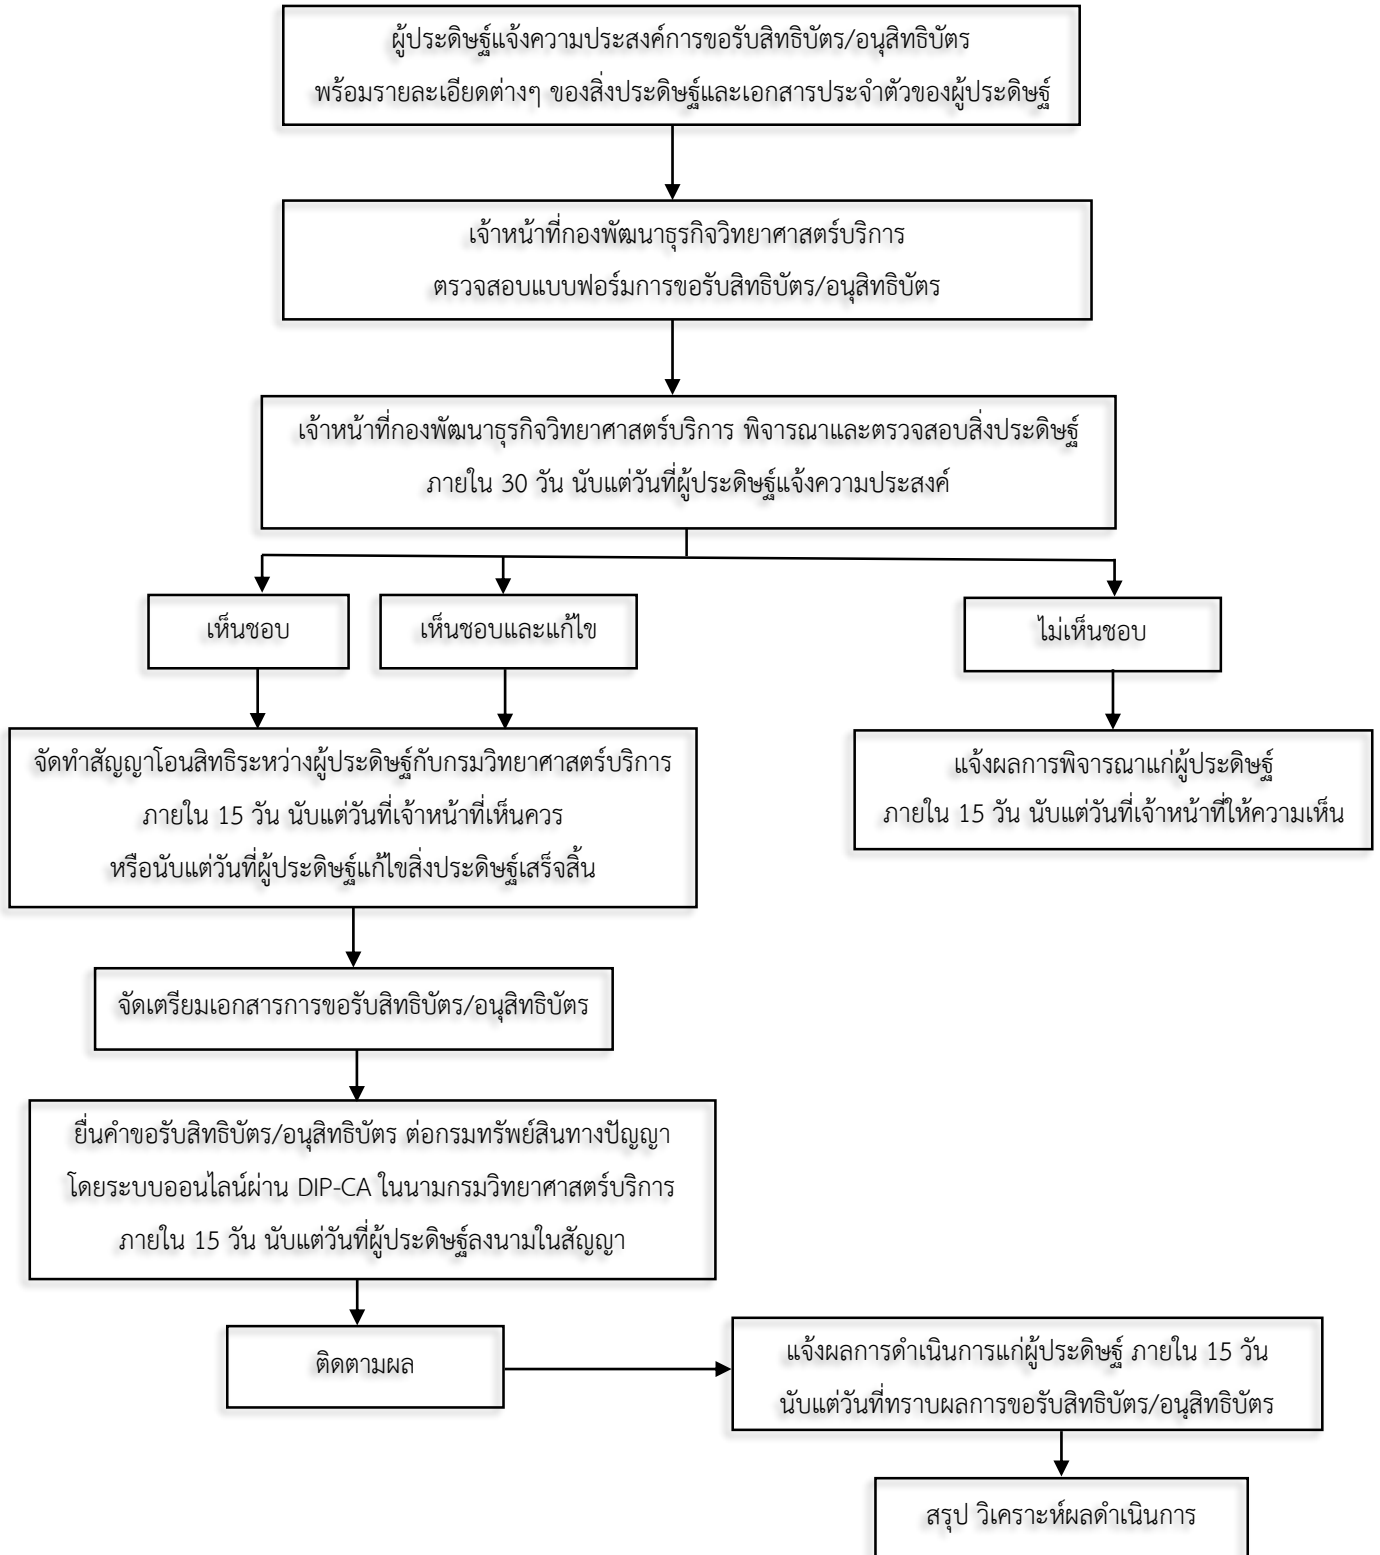 ผู้ประดิษฐ์แจ้งความประสงค์การขอรับสิทธิบัตร/อนุสิทธิบัตร
พร้อมรายละเอียดต่างๆ ของสิ่งประดิษฐ์และเอกสารประจำตัวของผู้ประดิษฐ์
เจ้าหน้าที่กองพัฒนาธุรกิจวิทยาศาสตร์บริการ
ตรวจสอบแบบฟอร์มการขอรับสิทธิบัตร/อนุสิทธิบัตร
เจ้าหน้าที่กองพัฒนาธุรกิจวิทยาศาสตร์บริการ พิจารณาและตรวจสอบสิ่งประดิษฐ์
ภายใน 30 วัน นับแต่วันที่ผู้ประดิษฐ์แจ้งความประสงค์
เห็นชอบ
เห็นชอบและแก้ไข
ไม่เห็นชอบ
จัดทำสัญญาโอนสิทธิระหว่างผู้ประดิษฐ์กับกรมวิทยาศาสตร์บริการ
ภายใน 15 วัน นับแต่วันที่เจ้าหน้าที่เห็นควร
หรือนับแต่วันที่ผู้ประดิษฐ์แก้ไขสิ่งประดิษฐ์เสร็จสิ้น
แจ้งผลการพิจารณาแก่ผู้ประดิษฐ์
ภายใน 15 วัน นับแต่วันที่เจ้าหน้าที่ให้ความเห็น
จัดเตรียมเอกสารการขอรับสิทธิบัตร/อนุสิทธิบัตร
ยื่นคำขอรับสิทธิบัตร/อนุสิทธิบัตร ต่อกรมทรัพย์สินทางปัญญา
โดยระบบออนไลน์ผ่าน DIP-CA ในนามกรมวิทยาศาสตร์บริการ
ภายใน 15 วัน นับแต่วันที่ผู้ประดิษฐ์ลงนามในสัญญา
ติดตามผล
แจ้งผลการดำเนินการแก่ผู้ประดิษฐ์ ภายใน 15 วัน
นับแต่วันที่ทราบผลการขอรับสิทธิบัตร/อนุสิทธิบัตร
สรุป วิเคราะห์ผลดำเนินการ